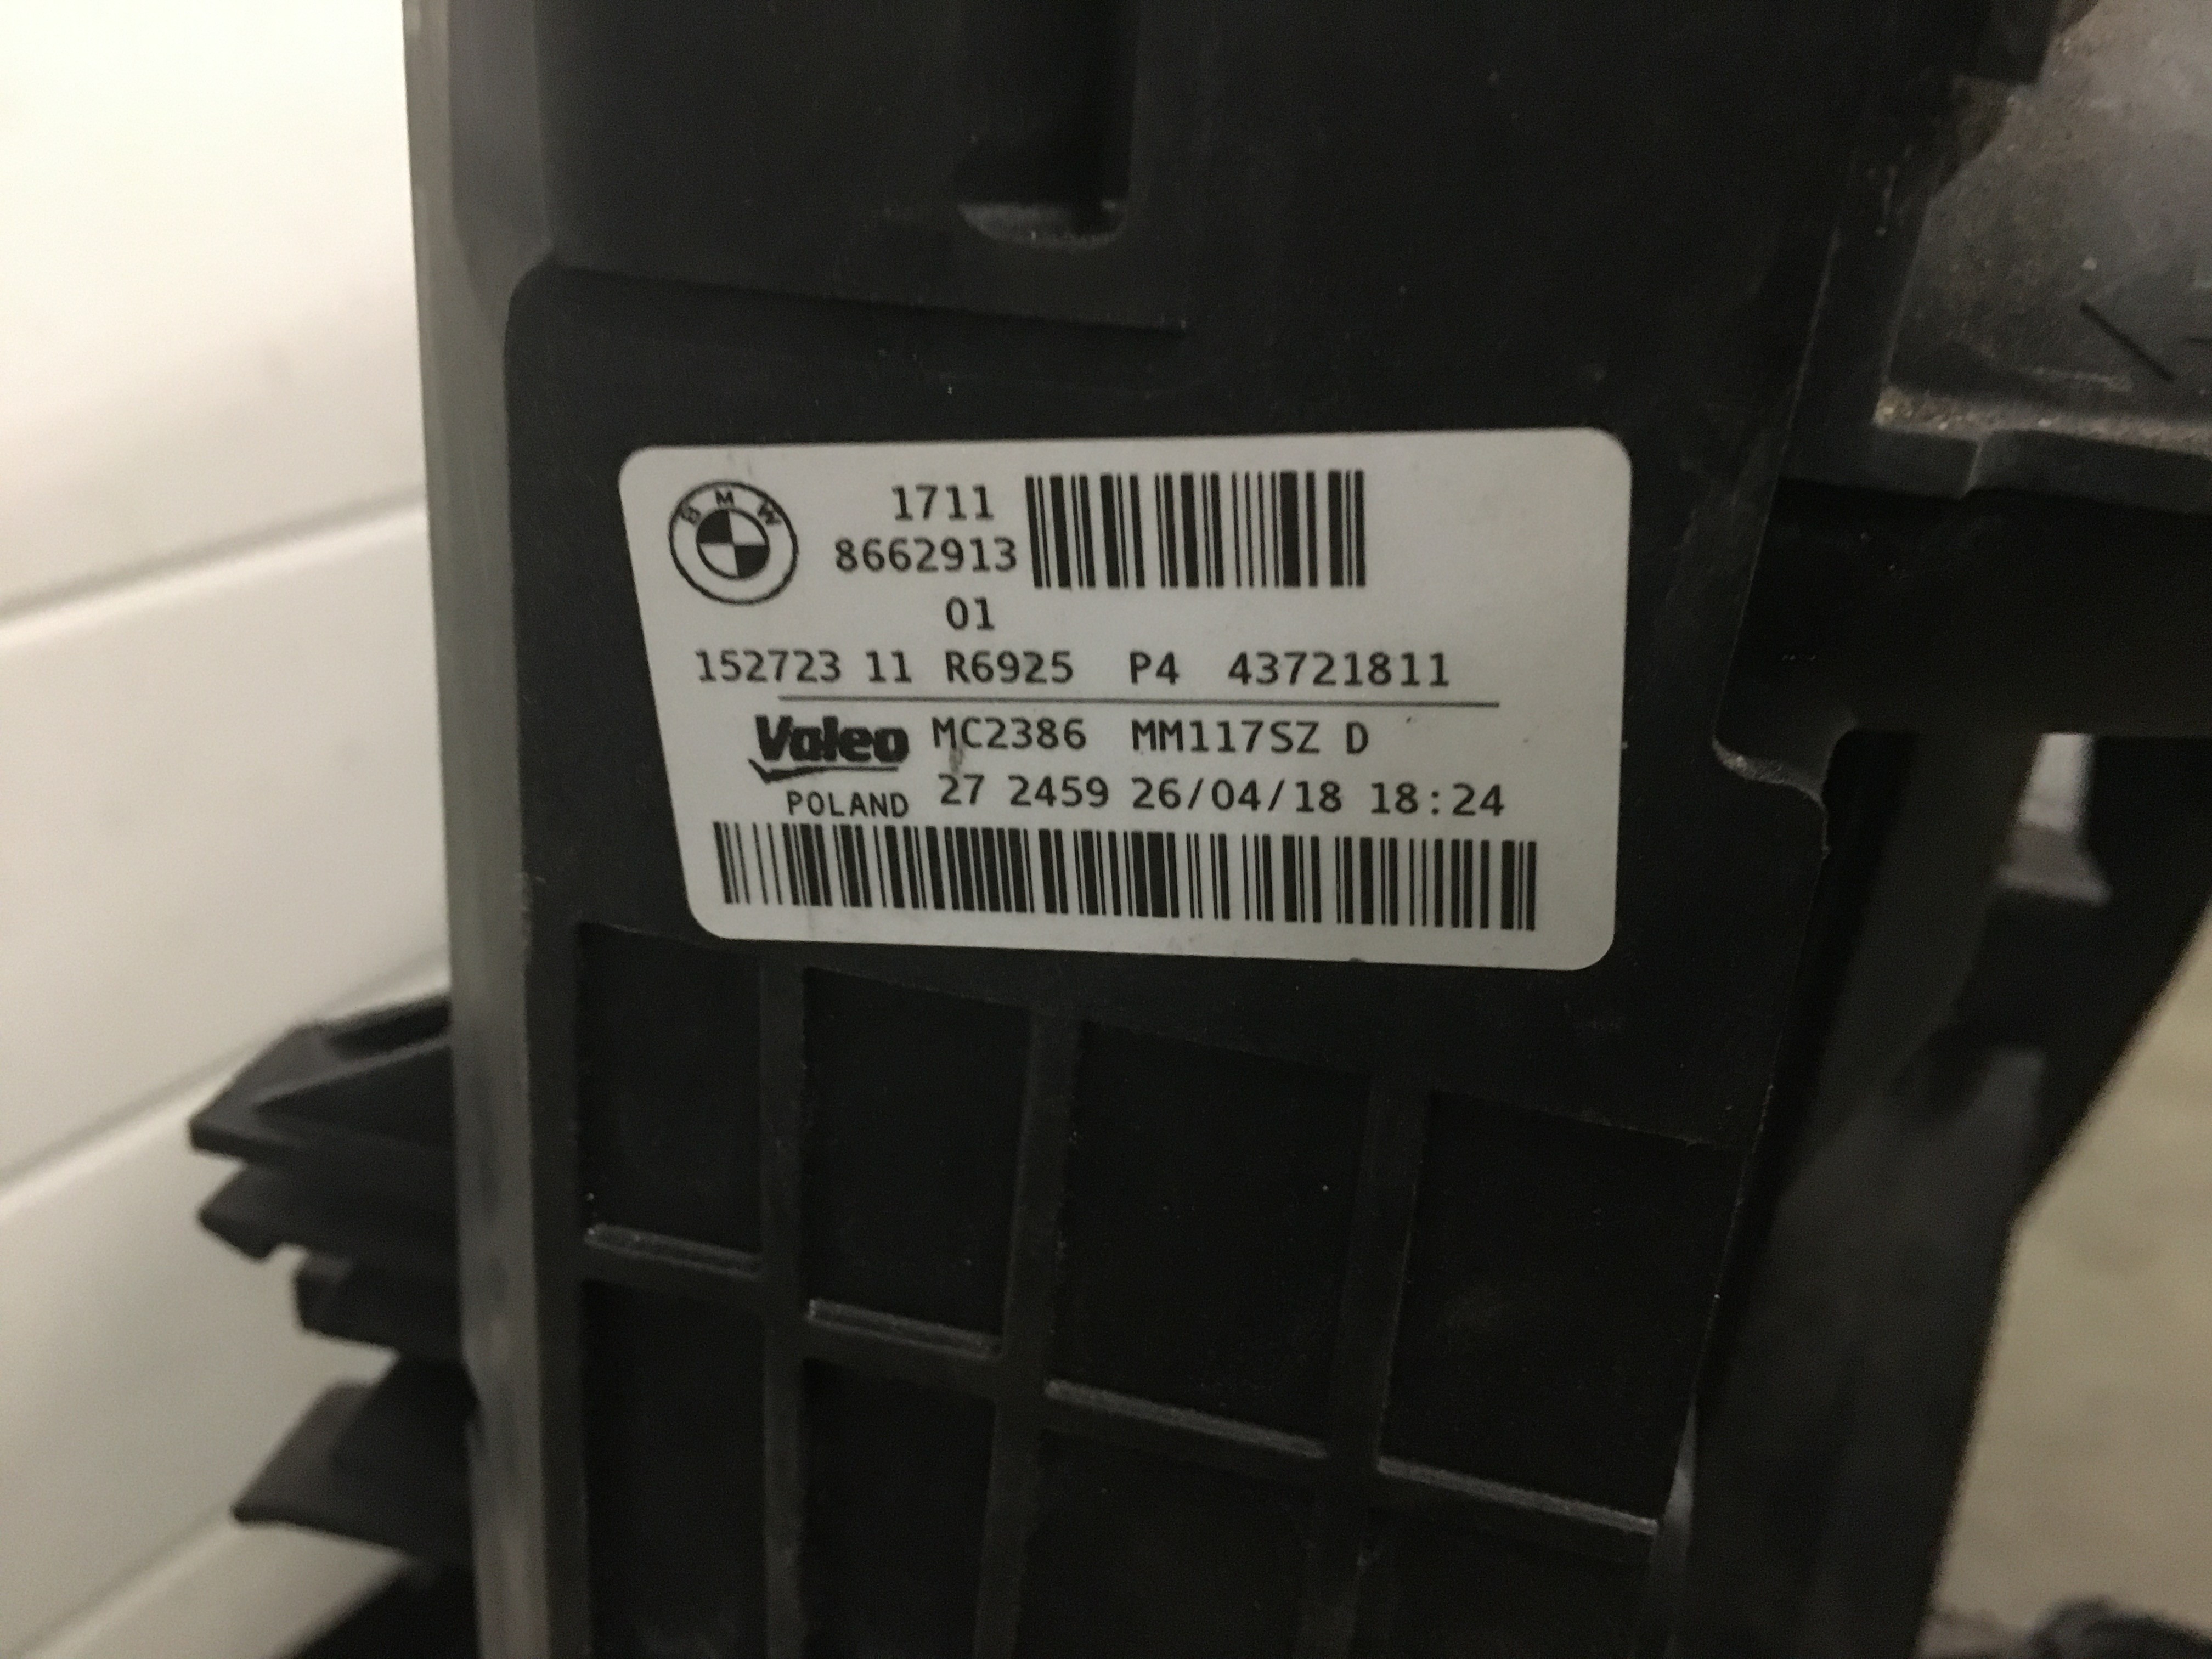 BMW
1711
8662913
01
152723 11 R6925 P4 43721811
Valeo MC2386 MM117SZ D
POLAND 27 2459 26/04/18 18:24